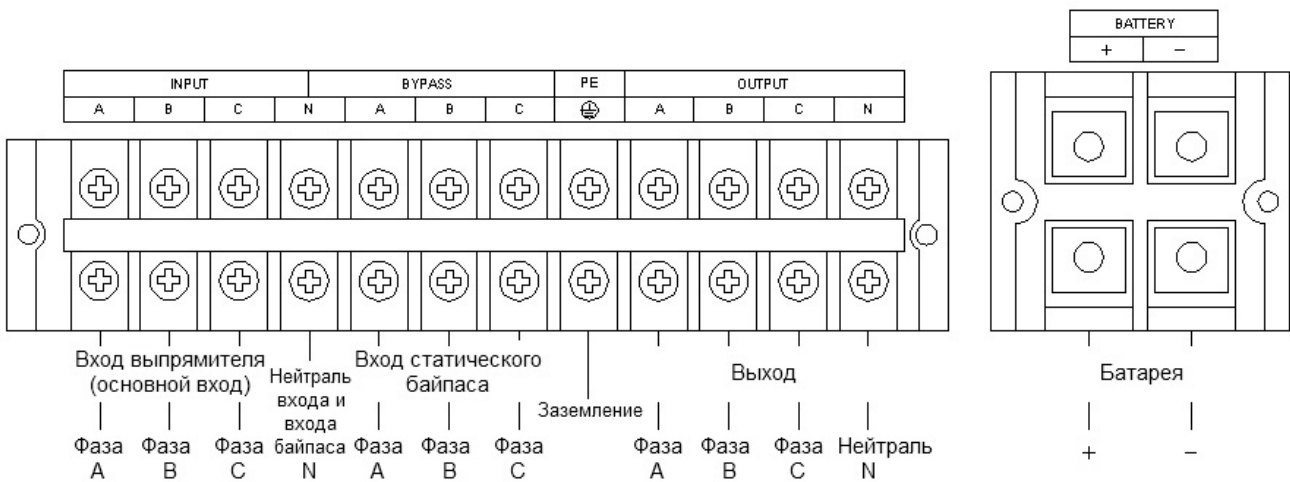 BATTERY
+ −
INPUT BYPASS PE OUTPUT
A B C N A B C A B C N
Вход выпрямителя
(основной вход)
Нейтраль
входа и
входа
байпаса
N
Вход статического
байпаса
Заземление
Выход
Батарея
Фаза Фаза Фаза Фаза Фаза Фаза Фаза Фаза Фаза Нейтраль
A B C A B C A B C N
+ −